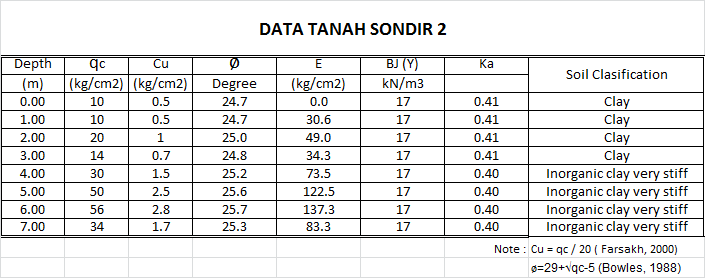 DATA TANAH SONDIR 2
Depth qc Cu Ø E BJ (Y) Ka Soil Clasification
(m) (kg/cm2) (kg/cm2) Degree (kg/cm2) kN/m3
0.00 10 0.5 24.7 0.0 17 0.41 Clay
1.00 10 0.5 24.7 30.6 17 0.41 Clay
2.00 20 1 25.0 49.0 17 0.41 Clay
3.00 14 0.7 24.8 34.3 17 0.41 Clay
4.00 30 1.5 25.2 73.5 17 0.40 Inorganic clay very stiff
5.00 50 2.5 25.6 122.5 17 0.40 Inorganic clay very stiff
6.00 56 2.8 25.7 137.3 17 0.40 Inorganic clay very stiff
7.00 34 1.7 25.3 83.3 17 0.40 Inorganic clay very stiff
Note : Cu = qc / 20 ( Farsakh, 2000)
ø=29+√qc-5 (Bowles, 1988)